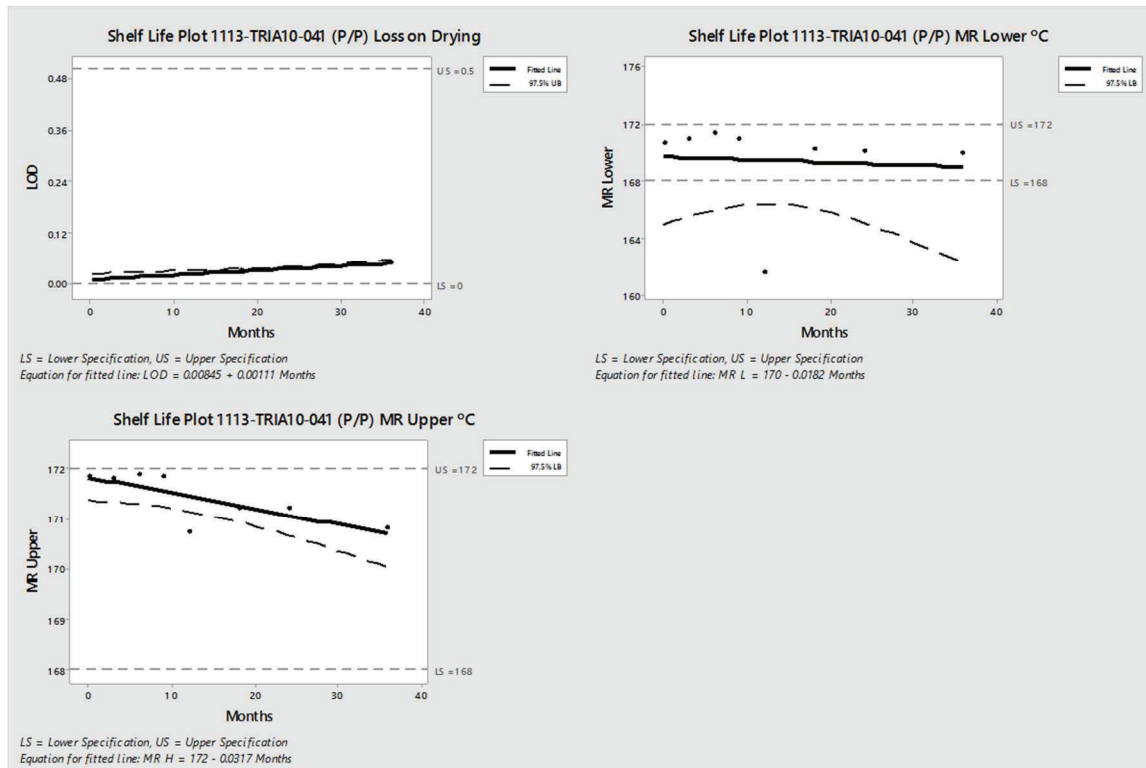 Shelf Life Plot 1113-TRIA10-041 (P/P) Loss on Drying
US =0.5
Fitted Line
97.5% UB
0.48
0.36
0.24
0.12
0.00
LOD
LS =0
0 10 20 30 40
Months
LS = Lower Specification, US = Upper Specification
Equation for fitted line: LOD = 0.00845 + 0.00111 Months
Shelf Life Plot 1113-TRIA10-041 (P/P) MR Lower ºC
Fitted Line
97.5% LB
176
172
168
164
160
MR Lower
US =172
LS =168
0 10 20 30 40
Months
LS = Lower Specification, US = Upper Specification
Equation for fitted line: MR L = 170 - 0.0182 Months
Shelf Life Plot 1113-TRIA10-041 (P/P) MR Upper ºC
US =172
Fitted Line
97.5% LB
172
171
170
169
168
MR Upper
LS =168
0 10 20 30 40
Months
LS = Lower Specification, US = Upper Specification
Equation for fitted line: MR H = 172 - 0.0317 Months